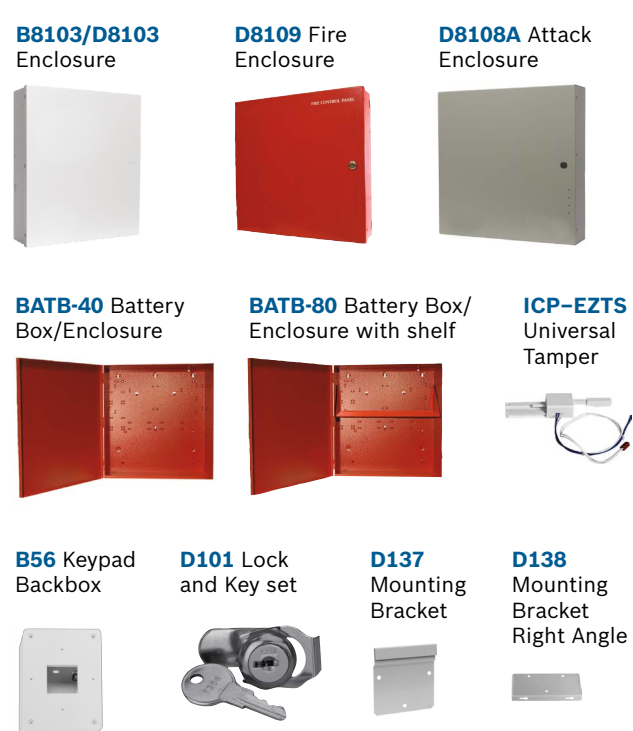 B8103/D8103
Enclosure
D8109 Fire
Enclosure
D8108A Attack
Enclosure
FIRE CONTROL PANEL
BATB-40 Battery
Box/Enclosure
BATB-80 Battery Box/
Enclosure with shelf
ICP–EZTS
Universal
Tamper
B56 Keypad
Backbox
D101 Lock
and Key set
D137
Mounting
Bracket
D138
Mounting
Bracket
Right Angle